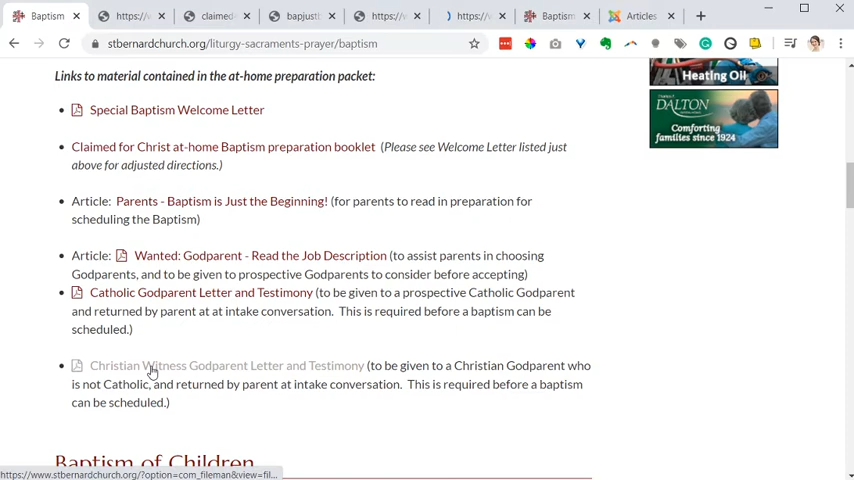 Baptism
https://w
claimed-
bapjustb
https://w
https://w
Baptism
Articles
stbernardchurch.org/liturgy-sacraments-prayer/baptism
Links to material contained in the at-home preparation packet:
Heating Oil
Special Baptism Welcome Letter
DALTON
Comforting
families since 1924
Claimed for Christ at-home Baptism preparation booklet (Please see Welcome Letter listed just
above for adjusted directions.)
Article: Parents - Baptism is Just the Beginning! (for parents to read in preparation for
scheduling the Baptism)
Article: Wanted: Godparent - Read the Job Description (to assist parents in choosing
Godparents, and to be given to prospective Godparents to consider before accepting)
Catholic Godparent Letter and Testimony (to be given to a prospective Catholic Godparent
and returned by parent at at intake conversation. This is required before a baptism can be
scheduled.)
Christian Witness Godparent Letter and Testimony (to be given to a Christian Godparent who
is not Catholic, and returned by parent at intake conversation. This is required before a baptism
can be scheduled.)
Baptism of Children
https://www.stbernardchurch.org/?option=com_fileman&view=fil...